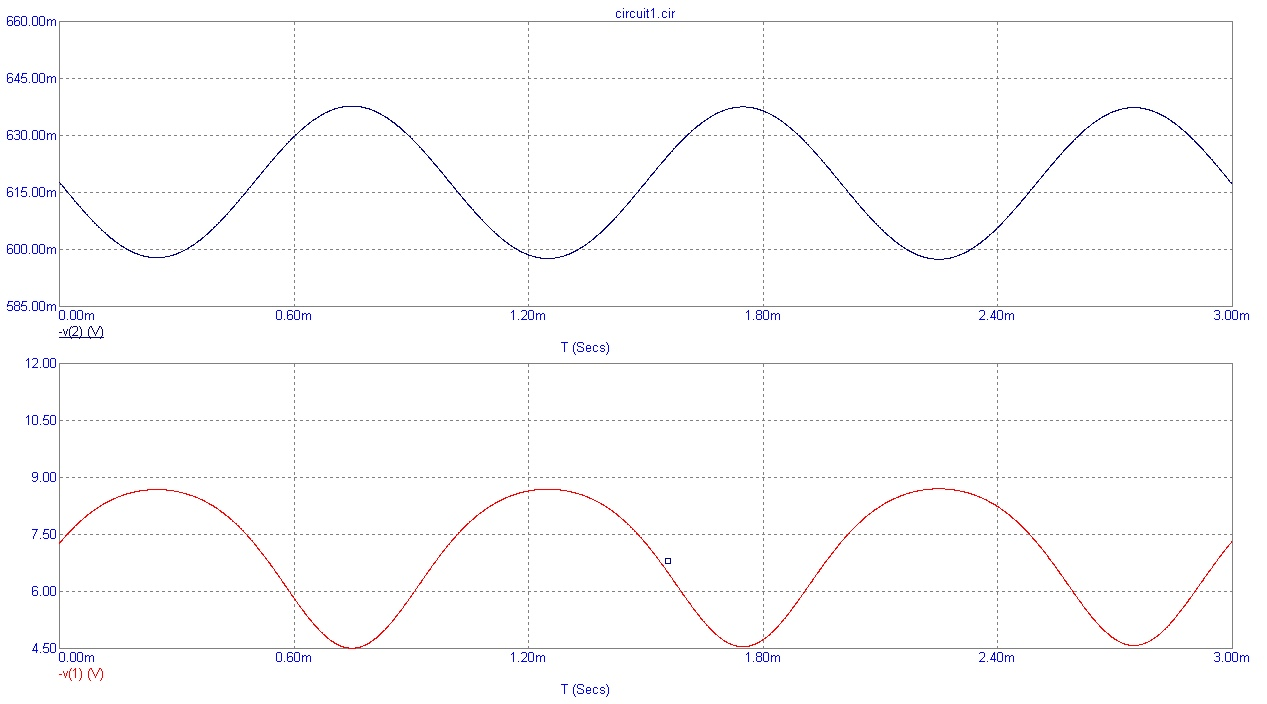 circuit1.cir
660.00m
645.00m
630.00m
615.00m
600.00m
585.00m
0.00m 0.60m 1.20m 1.80m 2.40m 3.00m
-v(2) (V)
T (Secs)
12.00
10.50
9.00
7.50
6.00
4.50
0.00m 0.60m 1.20m 1.80m 2.40m 3.00m
-v(1) (V)
T (Secs)